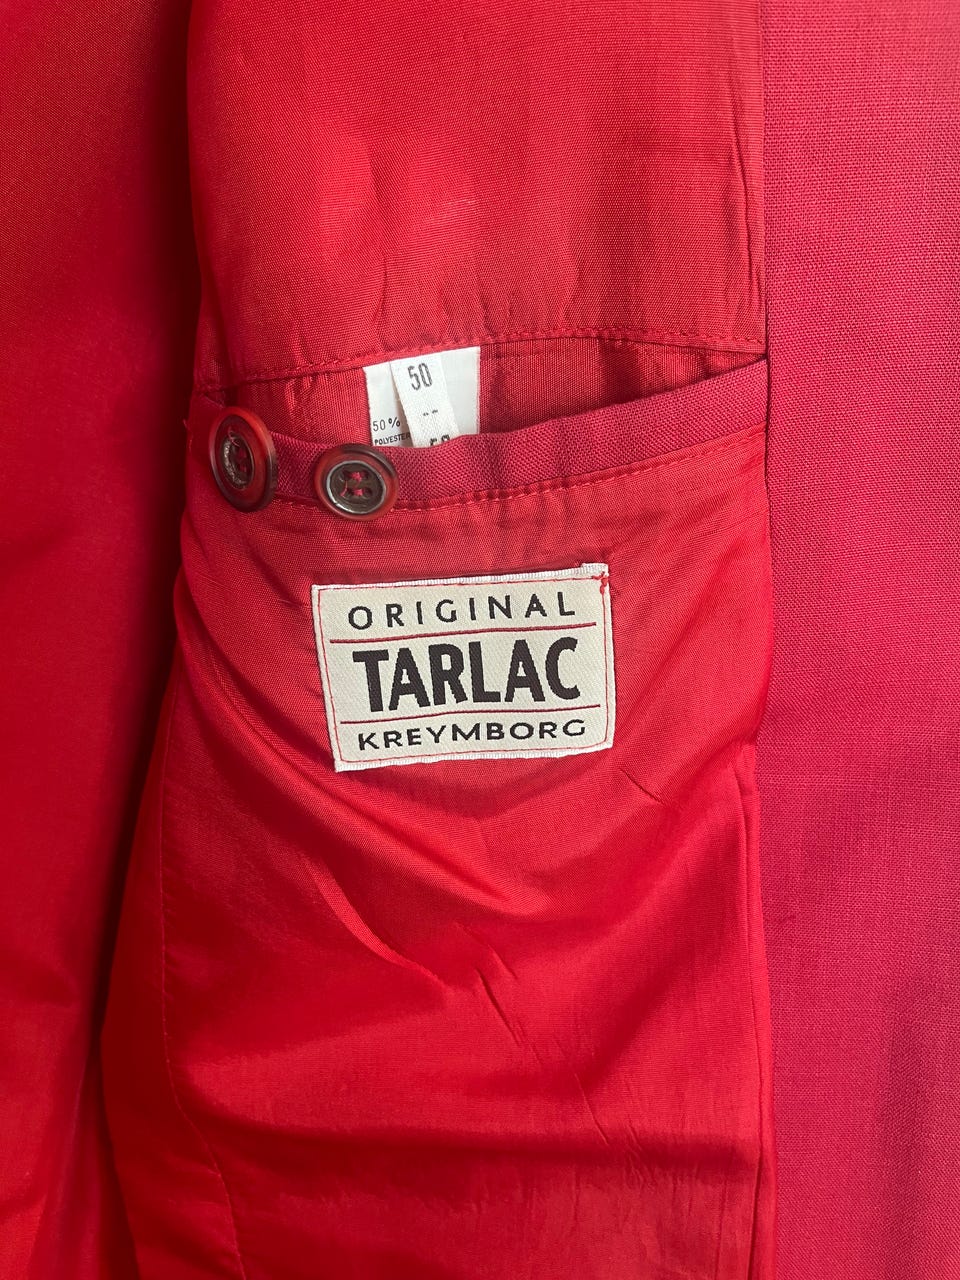 50
50%
POLYESTER
ORIGINAL
TARLAC
KREYMBORG